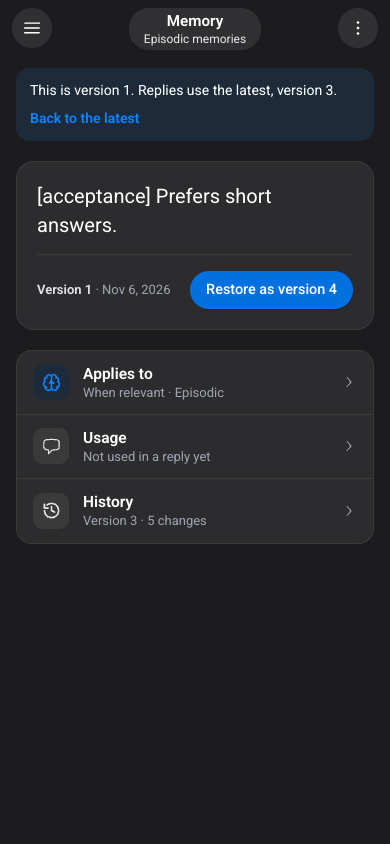 Memory
Episodic memories
This is version 1. Replies use the latest, version 3.
Back to the latest
[acceptance] Prefers short
answers.
Version 1 · Nov 6, 2026
Restore as version 4
Applies to
When relevant · Episodic
Usage
Not used in a reply yet
History
Version 3 · 5 changes